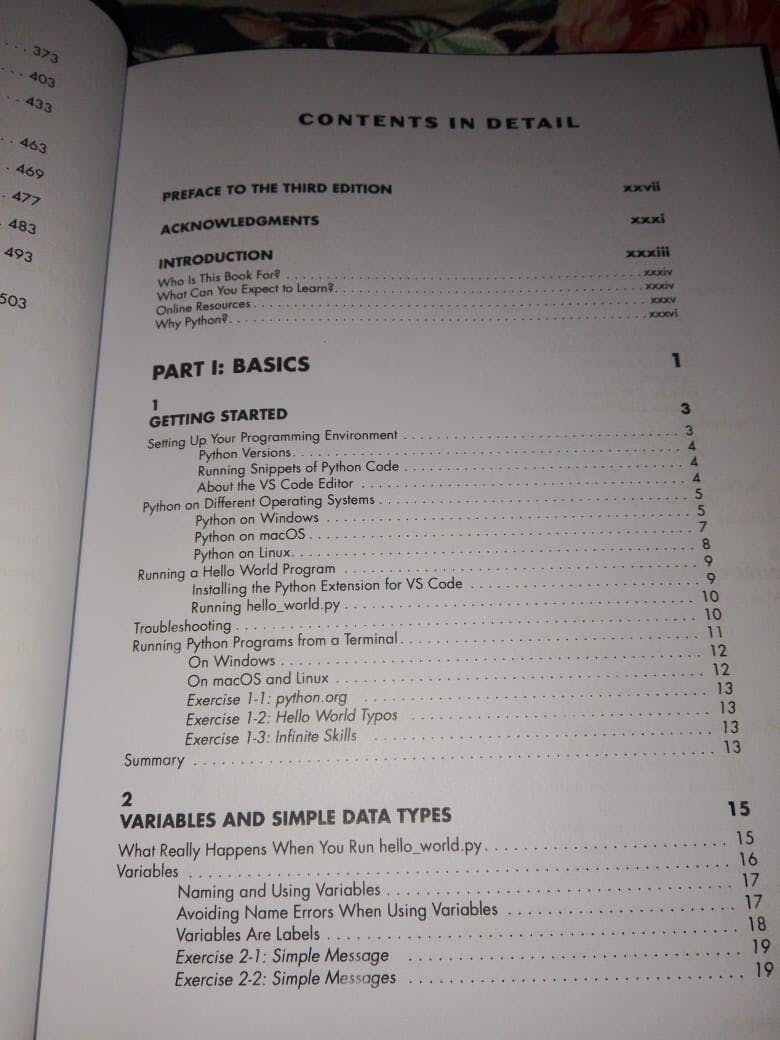 373
403
433
463
469
477
483
493
503
CONTENTS IN DETAIL
PREFACE TO THE THIRD EDITION xxvii
ACKNOWLEDGMENTS xxxi
INTRODUCTION xxxiii
Who Is This Book For? xxxiv
What Can You Expect to Learn? xxxiv
Online Resources xxxv
Why Python? xxxvi
PART I: BASICS 1
1
GETTING STARTED 3
Setting Up Your Programming Environment 3
Python Versions 4
Running Snippets of Python Code 4
About the VS Code Editor 4
Python on Different Operating Systems 5
Python on Windows 5
Python on macOS 7
Python on Linux 8
Running a Hello World Program 9
Installing the Python Extension for VS Code 9
Running hello_world.py 10
Troubleshooting 10
Running Python Programs from a Terminal 11
On Windows 12
On macOS and Linux 12
Exercise 1-1: python.org 13
Exercise 1-2: Hello World Typos 13
Exercise 1-3: Infinite Skills 13
Summary 13
2
VARIABLES AND SIMPLE DATA TYPES 15
What Really Happens When You Run hello_world.py 15
Variables 16
Naming and Using Variables 17
Avoiding Name Errors When Using Variables 17
Variables Are Labels 18
Exercise 2-1: Simple Message 19
Exercise 2-2: Simple Messages 19